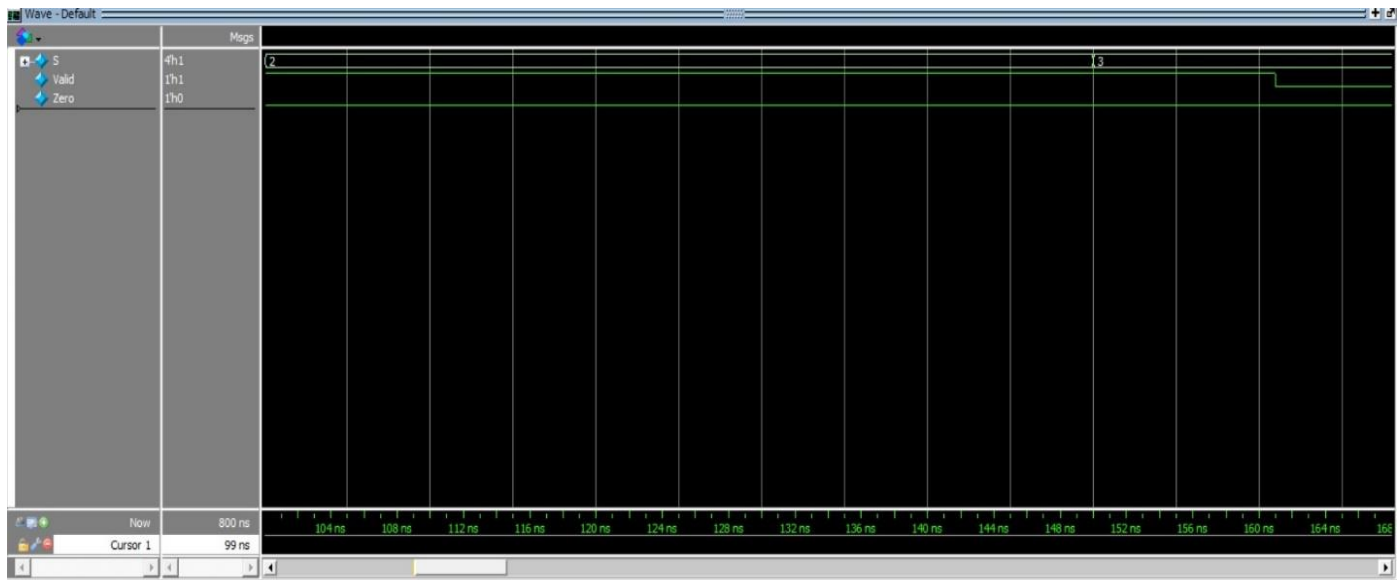 Wave - Default
Msgs
S 4'h1 2 3
Valid 1'h1
Zero 1'h0
Now 800 ns 104 ns 108 ns 112 ns 116 ns 120 ns 124 ns 128 ns 132 ns 136 ns 140 ns 144 ns 148 ns 152 ns 156 ns 160 ns 164 ns 168
Cursor 1 99 ns